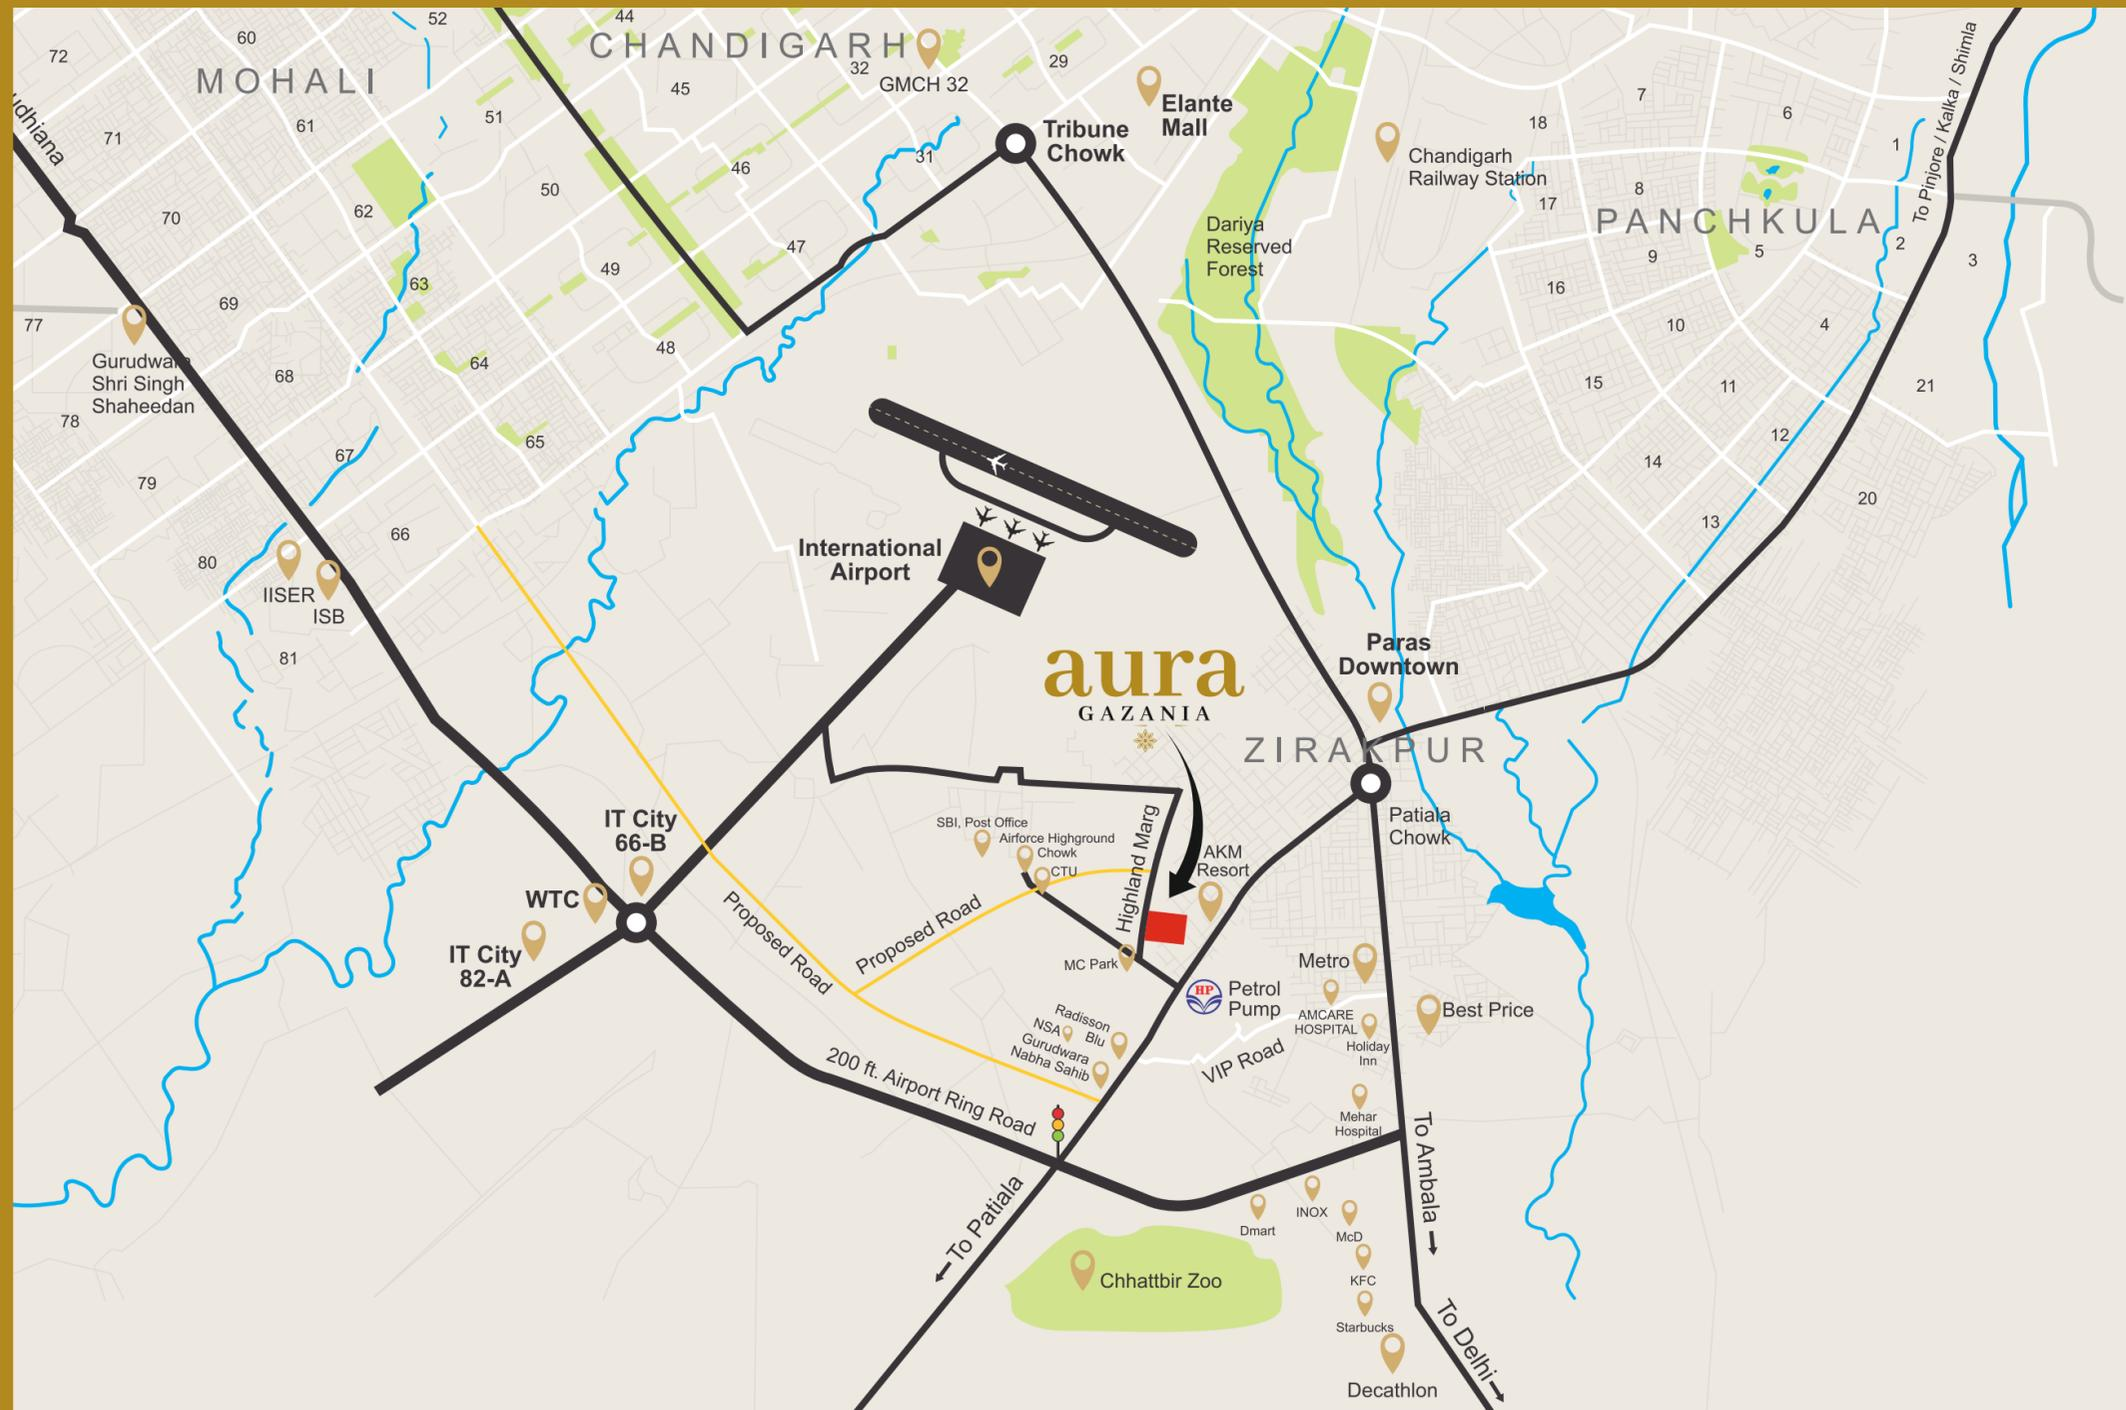 52
44
CHANDIGARH
60
72
MOHALI
32
GMCH 32
29
45
51
Elante
Mall
7
6
18
To Pinjore / Kalka / Shimla
udhiana
71
61
Tribune
Chowk
1
31
Chandigarh
Railway Station
46
50
8
17
62
70
PANCHKULA
Dariya
Reserved
Forest
47
2
5
9
3
49
63
16
69
77
10
4
48
Gurudwara
Shri Singh
Shaheedan
64
68
15
11
21
78
65
12
67
14
79
20
13
66
International
Airport
80
IISER
ISB
81
Paras
Downtown
aura
GAZANIA
ZIRAKPUR
Patiala
Chowk
IT City
66-B
SBI, Post Office
Airforce Highground
Chowk
CTU
Highland Marg
AKM
Resort
WTC
Proposed Road
Proposed Road
IT City
82-A
MC Park
Metro
HP
Petrol
Pump
Best Price
AMCARE
HOSPITAL
Radisson
Blu
NSA
Gurudwara
Nabha Sahib
Holiday
Inn
VIP Road
200 ft. Airport Ring Road
Mehar
Hospital
To Ambala
To Patiala
INOX
Dmart
McD
Chhattbir Zoo
KFC
Starbucks
To Delhi
Decathlon